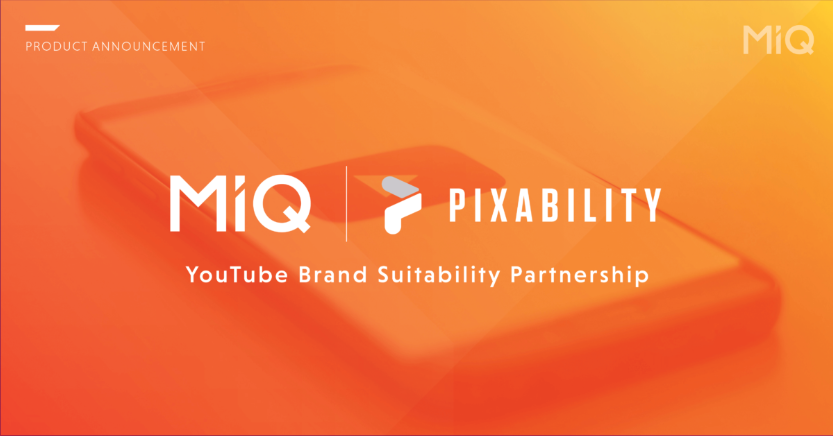 PRODUCT ANNOUNCEMENT
MiQ
MiQ | PIXABILITY
YouTube Brand Suitability Partnership